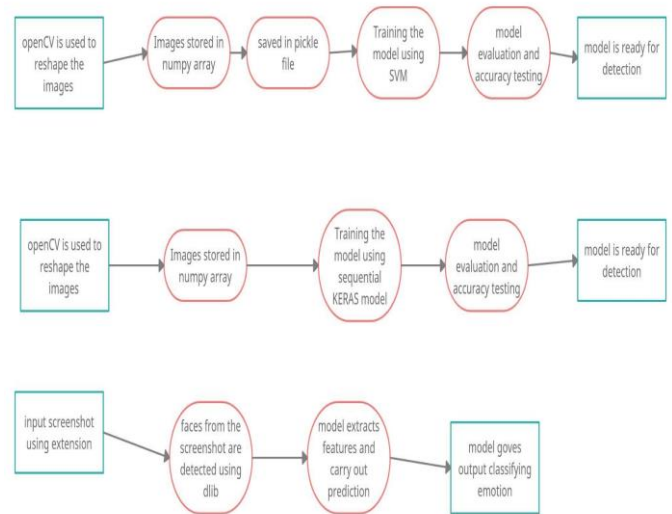 openCV is used to
reshape the
images
Images stored in
numpy array
saved in pickle
file
Training the
model using
SVM
model
evaluation and
accuracy testing
model is ready for
detection
openCV is used to
reshape the
images
Images stored in
numpy array
Training the
model using
sequential
KERAS model
model
evaluation and
accuracy testing
model is ready for
detection
input screenshot
using extension
faces from
the screenshot are
detected using
dlib
model extracts
features and
carry out
prediction
model goves
output classifying
emotion